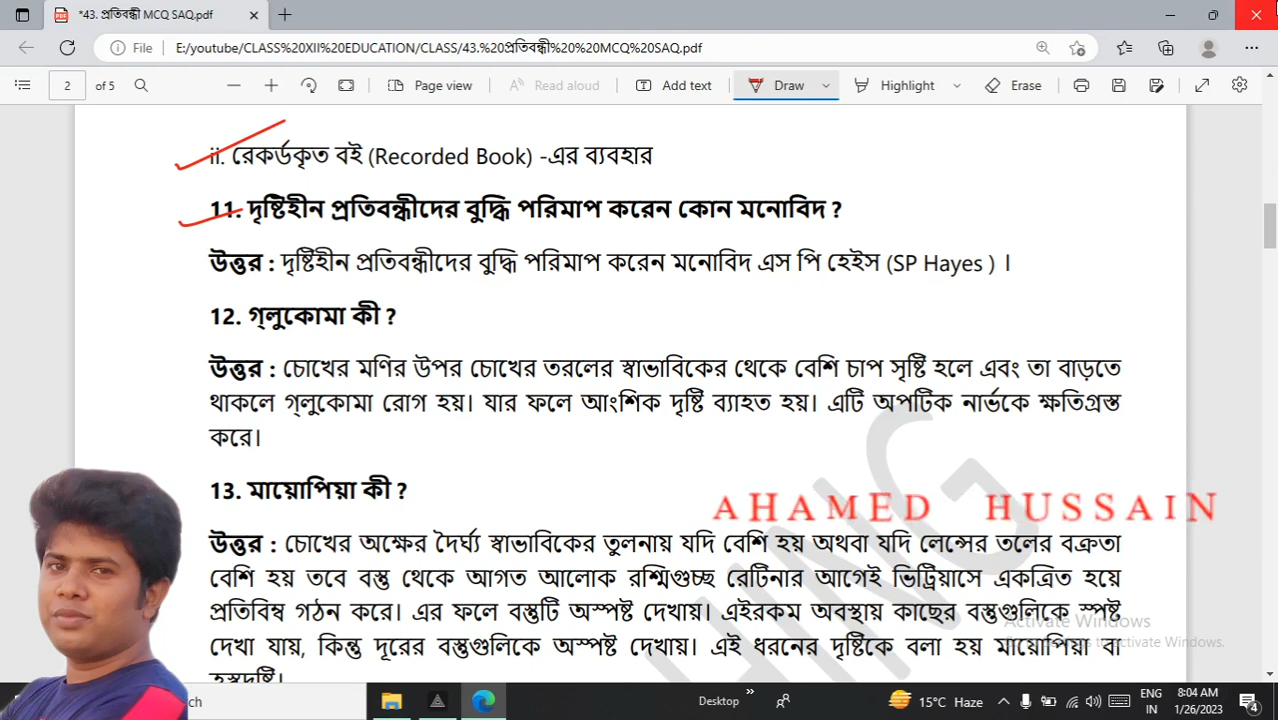 *43. প্রতিবন্ধী MCQ SAQ.pdf
File E:/youtube/CLASS%20XII%20EDUCATION/CLASS/43.%20প্রতিবন্ধী%20%20MCQ%20SAQ.pdf
2 of 5 Page view Read aloud Add text Draw Highlight Erase
ii. রেকর্ডকৃত বই (Recorded Book) -এর ব্যবহার
11. দৃষ্টিহীন প্রতিবন্ধীদের বুদ্ধি পরিমাপ করেন কোন মনোবিদ ?
উত্তর : দৃষ্টিহীন প্রতিবন্ধীদের বুদ্ধি পরিমাপ করেন মনোবিদ এস পি হেইস (SP Hayes ) ।
12. গ্লুকোমা কী ?
উত্তর : চোখের মণির উপর চোখের তরলের স্বাভাবিকের থেকে বেশি চাপ সৃষ্টি হলে এবং তা বাড়তে
থাকলে গ্লুকোমা রোগ হয়। যার ফলে আংশিক দৃষ্টি ব্যাহত হয়। এটি অপটিক নার্ভকে ক্ষতিগ্রস্ত
করে।
13. মায়োপিয়া কী ?
AHAMED HUSSAIN
উত্তর : চোখের অক্ষের দৈর্ঘ্য স্বাভাবিকের তুলনায় যদি বেশি হয় অথবা যদি লেন্সের তলের বক্রতা
বেশি হয় তবে বস্তু থেকে আগত আলোক রশ্মিগুচ্ছ রেটিনার আগেই ভিট্রিয়াসে একত্রিত হয়ে
প্রতিবিম্ব গঠন করে। এর ফলে বস্তুটি অস্পষ্ট দেখায়। এইরকম অবস্থায় কাছের বস্তুগুলিকে স্পষ্ট
Activate Windows
দেখা যায়, কিন্তু দূরের বস্তুগুলিকে অস্পষ্ট দেখায়। এই ধরনের দৃষ্টিকে বলা হয় মায়োপিয়া বা
হ্রস্বদৃষ্টি।
Desktop 15°C Haze ENG IN 8:04 AM 1/26/2023 4